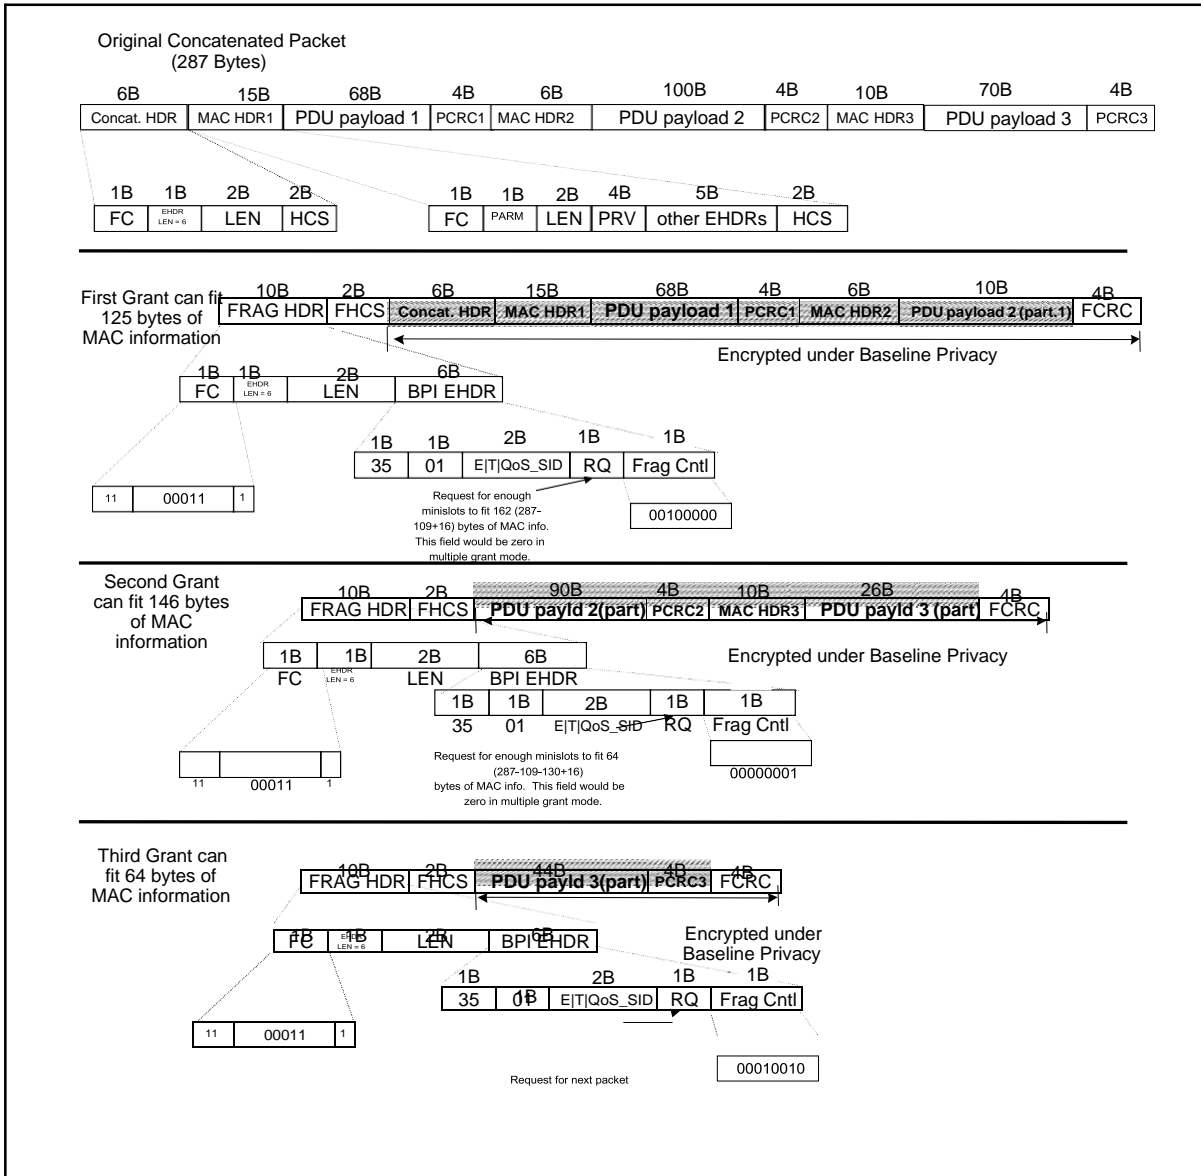 Original Concatenated Packet
(287 Bytes)
6B 15B 68B 4B 6B 100B 4B 10B 70B 4B
Concat. HDR MAC HDR1 PDU payload 1 PCRC1 MAC HDR2 PDU payload 2 PCRC2 MAC HDR3 PDU payload 3 PCRC3
1B 1B 2B 2B 1B 1B 2B 4B 5B 2B
FC EHDR LEN = 6 LEN HCS FC PARM LEN PRV other EHDRs HCS
First Grant can fit
125 bytes of
MAC information
10B 2B 6B 15B 68B 4B 6B 10B 4B
FRAG HDR FHCS Concat. HDR MAC HDR1 PDU payload 1 PCRC1 MAC HDR2 PDU payload 2 (part.1) FCRC
Encrypted under Baseline Privacy
1B 1B 2B 6B
FC EHDR LEN = 6 LEN BPI EHDR
1B 1B 2B 1B 1B
35 01 E|T|QoS_SID RQ Frag Cntl
11 00011 1
Request for enough
minislots to fit 162 (287-
109+16) bytes of MAC info.
This field would be zero in
multiple grant mode.
00100000
Second Grant
can fit 146 bytes
of MAC
information
10B 2B 90B 4B 10B 26B 4B
FRAG HDR FHCS PDU payld 2(part) PCRC2 MAC HDR3 PDU payld 3 (part) FCRC
Encrypted under Baseline Privacy
1B 1B 2B 6B
FC EHDR LEN = 6 LEN BPI EHDR
1B 1B 2B 1B 1B
35 01 E|T|QoS_SID RQ Frag Cntl
11 00011 1
Request for enough minislots to fit 64
(287-109-130+16)
bytes of MAC info. This field would be
zero in multiple grant mode.
00000001
Third Grant can
fit 64 bytes of
MAC information
10B 2B 44B 4B 4B
FRAG HDR FHCS PDU payld 3(part) PCRC3 FCRC
Encrypted under
Baseline Privacy
1B 1B 2B 6B
FC EHDR LEN = 6 LEN BPI EHDR
1B 1B 2B 1B 1B
35 01 E|T|QoS_SID RQ Frag Cntl
11 00011 1
00010010
Request for next packet